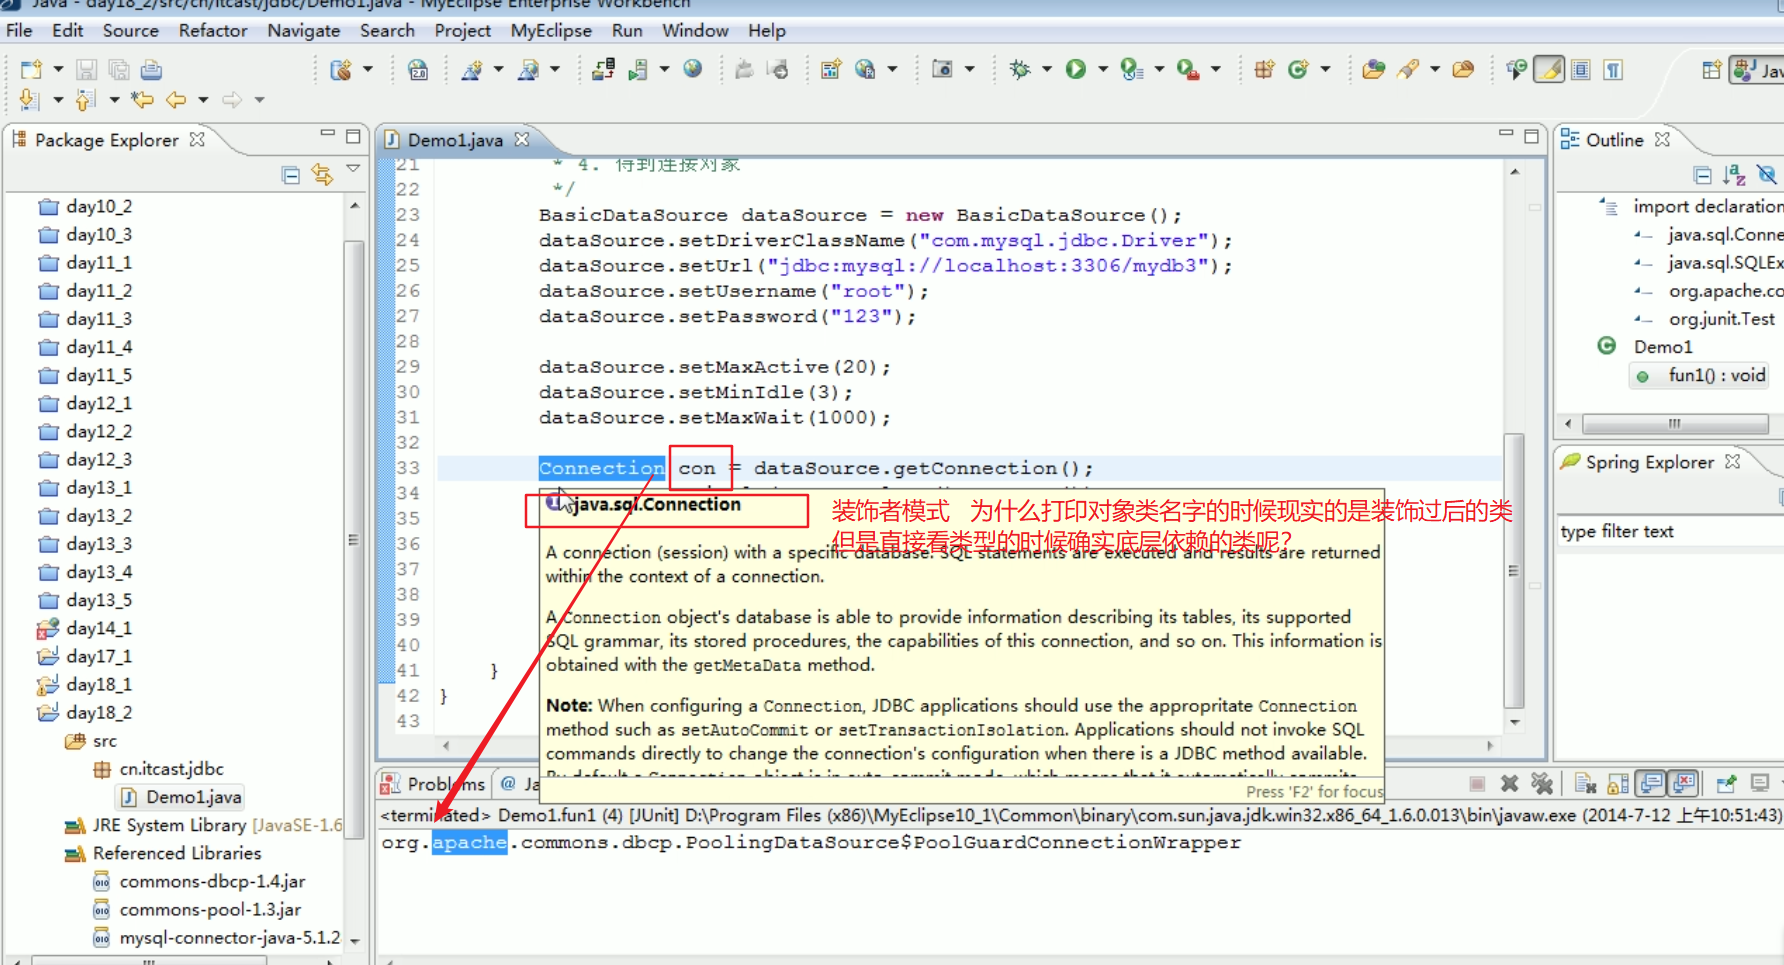 Java - day18_2/src/cn/itcast/jdbc/Demo1.java - MyEclipse Enterprise Workbench
File Edit Source Refactor Navigate Search Project MyEclipse Run Window Help
Package Explorer
day10_2
day10_3
day11_1
day11_2
day11_3
day11_4
day11_5
day12_1
day12_2
day12_3
day13_1
day13_2
day13_3
day13_4
day13_5
day14_1
day17_1
day18_1
day18_2
src
cn.itcast.jdbc
Demo1.java
JRE System Library [JavaSE-1.6
Referenced Libraries
commons-dbcp-1.4.jar
commons-pool-1.3.jar
mysql-connector-java-5.1.2
Demo1.java
21 * 4. 得到连接对象
22 */
23 BasicDataSource dataSource = new BasicDataSource();
24 dataSource.setDriverClassName("com.mysql.jdbc.Driver");
25 dataSource.setUrl("jdbc:mysql://localhost:3306/mydb3");
26 dataSource.setUsername("root");
27 dataSource.setPassword("123");
28
29 dataSource.setMaxActive(20);
30 dataSource.setMinIdle(3);
31 dataSource.setMaxWait(1000);
32
33 Connection con = dataSource.getConnection();
34
35
36
37
38
39
40
41 }
42 }
43
java.sql.Connection
装饰者模式 为什么打印对象类名字的时候现实的是装饰过后的类
但是直接看类型的时候确实底层依赖的类呢?
A connection (session) with a specific database. SQL statements are executed and results are returned
within the context of a connection.
A Connection object's database is able to provide information describing its tables, its supported
SQL grammar, its stored procedures, the capabilities of this connection, and so on. This information is
obtained with the getMetaData method.
Note: When configuring a Connection, JDBC applications should use the appropritate Connection
method such as setAutoCommit or setTransactionIsolation. Applications should not invoke SQL
commands directly to change the connection's configuration when there is a JDBC method available.
Press 'F2' for focus
Problems @ Ja
<terminated> Demo1.fun1 (4) [JUnit] D:\Program Files (x86)\MyEclipse10_1\Common\binary\com.sun.java.jdk.win32.x86_64_1.6.0.013\bin\javaw.exe (2014-7-12 上午10:51:43)
org.apache.commons.dbcp.PoolingDataSource$PoolGuardConnectionWrapper
Jav
Outline
import declaration
java.sql.Conne
java.sql.SQLEx
org.apache.co
org.junit.Test
Demo1
fun1() : void
Spring Explorer
type filter text